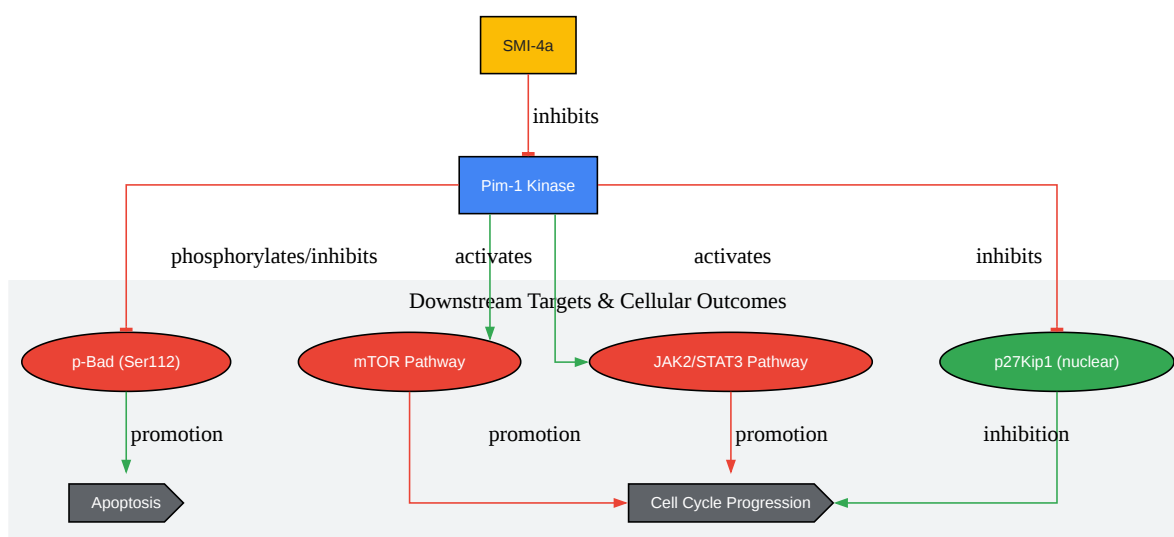 SMI-4a
inhibits
Pim-1 Kinase
phosphorylates/inhibits
activates
activates
inhibits
Downstream Targets & Cellular Outcomes
p-Bad (Ser112)
mTOR Pathway
JAK2/STAT3 Pathway
p27Kip1 (nuclear)
promotion
promotion
promotion
inhibition
Apoptosis
Cell Cycle Progression